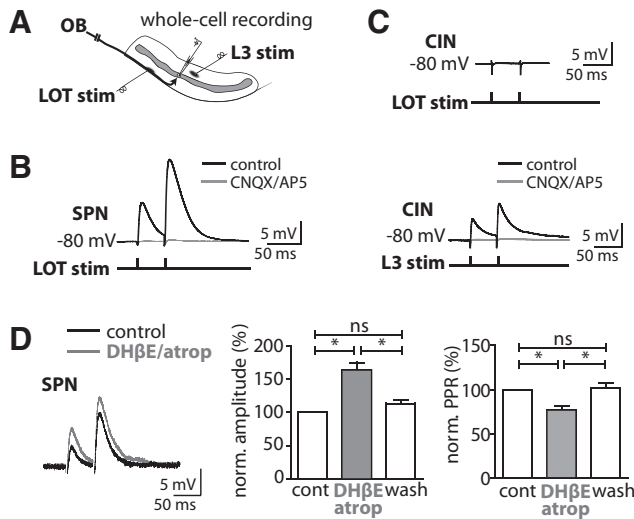 A
whole-cell recording
OB
L3 stim
LOT stim
B
control
CNQX/AP5
SPN
-80 mV
5 mV
50 ms
LOT stim
C
CIN
-80 mV
5 mV
50 ms
LOT stim
control
CNQX/AP5
CIN
-80 mV
5 mV
50 ms
L3 stim
D
control
DHβE/atrop
SPN
5 mV
50 ms
norm. amplitude (%)
200
150
100
50
0
ns
* *
cont DHβE wash
atrop
norm. PPR (%)
150
100
50
0
ns
* *
cont DHβE wash
atrop